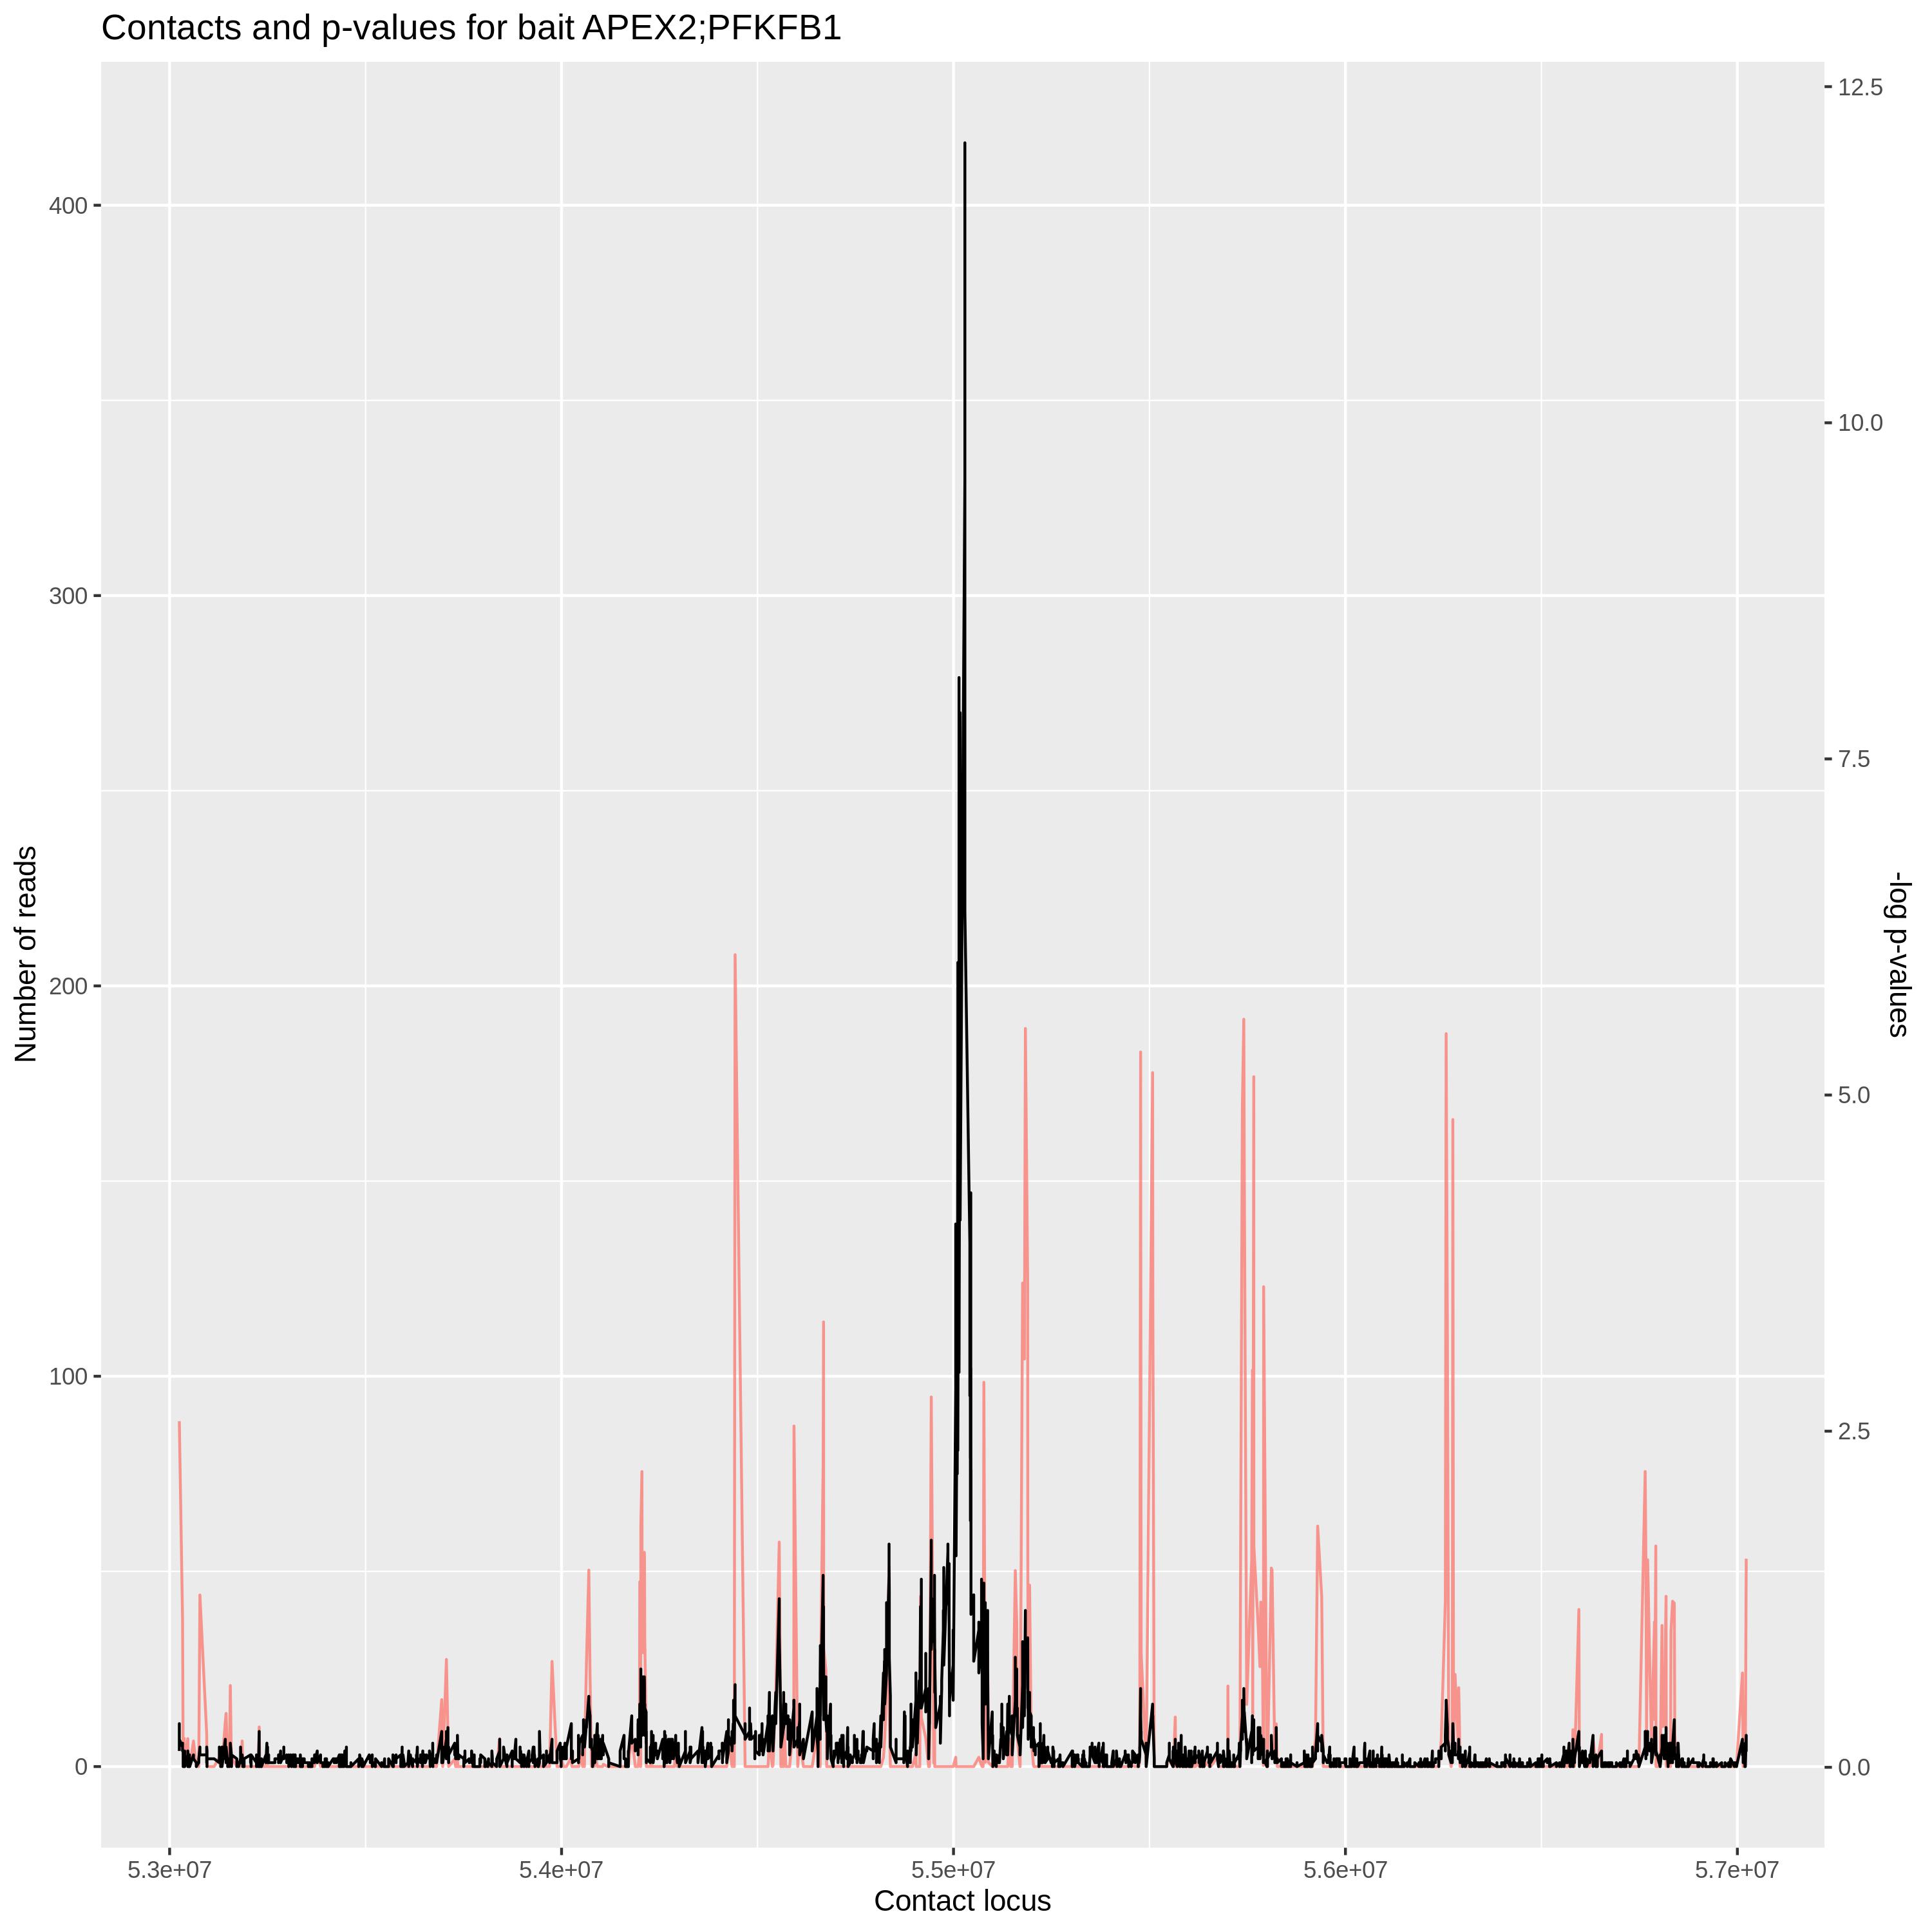 Contacts and p-values for bait APEX2;PFKFB1
12.5
400
10.0
300
7.5
Number of reads
-log p-values
200
5.0
100
2.5
0
0.0
5.3e+07
5.4e+07
5.5e+07
5.6e+07
5.7e+07
Contact locus